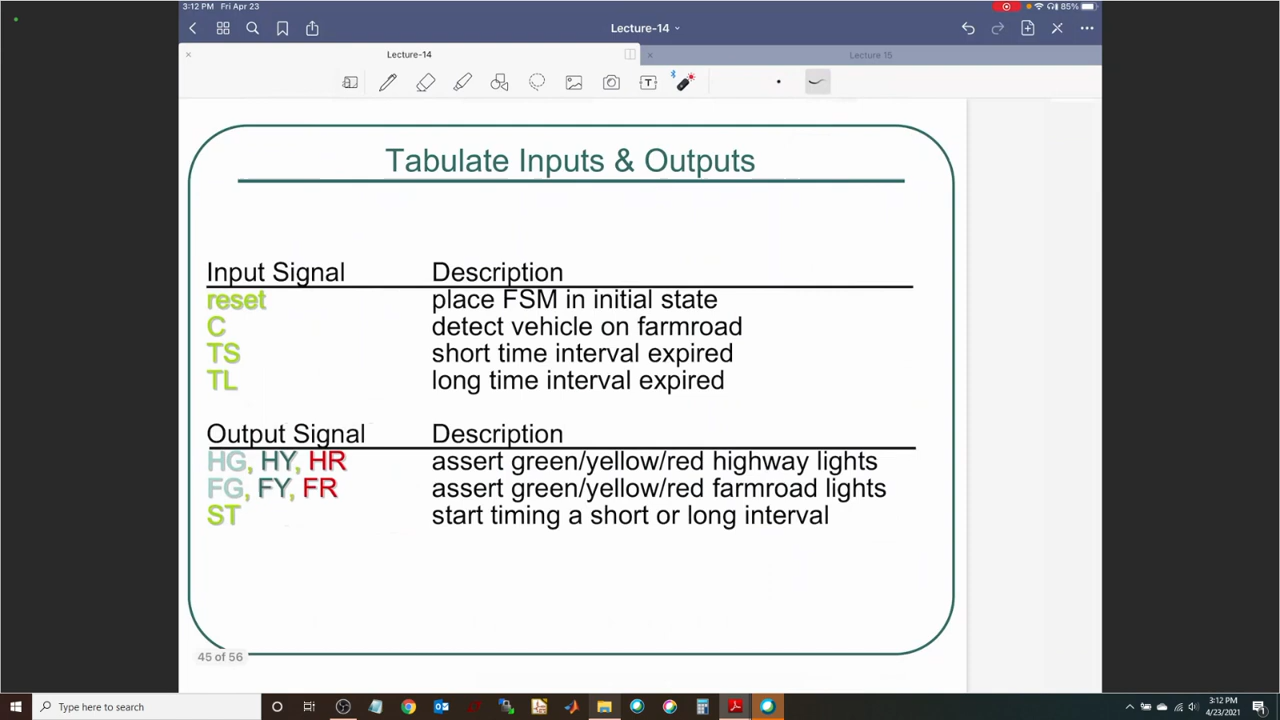 3:12 PM Fri Apr 23
85%
Lecture-14
Lecture-14
Lecture 15
Tabulate Inputs & Outputs
Input Signal Description
reset place FSM in initial state
C detect vehicle on farmroad
TS short time interval expired
TL long time interval expired
Output Signal Description
HG, HY, HR assert green/yellow/red highway lights
FG, FY, FR assert green/yellow/red farmroad lights
ST start timing a short or long interval
45 of 56
Type here to search
3:12 PM
4/23/2021